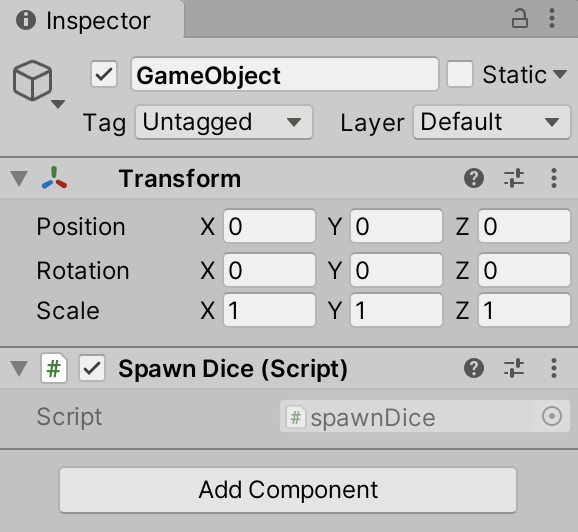 Inspector
GameObject Static
Tag Untagged Layer Default
Transform
Position X 0 Y 0 Z 0
Rotation X 0 Y 0 Z 0
Scale X 1 Y 1 Z 1
# Spawn Dice (Script)
Script # spawnDice
Add Component